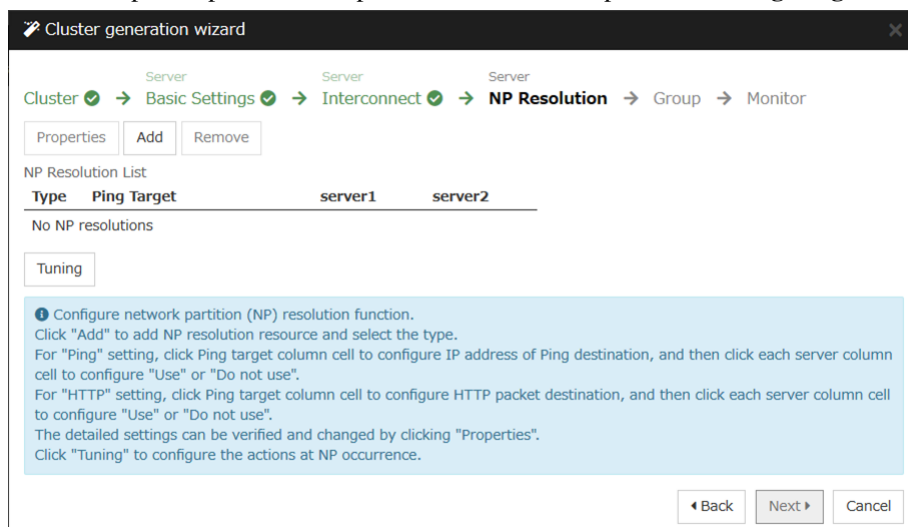 Cluster generation wizard
Server Server Server
Cluster → Basic Settings → Interconnect → NP Resolution → Group → Monitor
Properties Add Remove
NP Resolution List
Type Ping Target server1 server2
No NP resolutions
Tuning
Configure network partition (NP) resolution function.
Click "Add" to add NP resolution resource and select the type.
For "Ping" setting, click Ping target column cell to configure IP address of Ping destination, and then click each server column
cell to configure "Use" or "Do not use".
For "HTTP" setting, click Ping target column cell to configure HTTP packet destination, and then click each server column cell
to configure "Use" or "Do not use".
The detailed settings can be verified and changed by clicking "Properties".
Click "Tuning" to configure the actions at NP occurrence.
Back Next Cancel